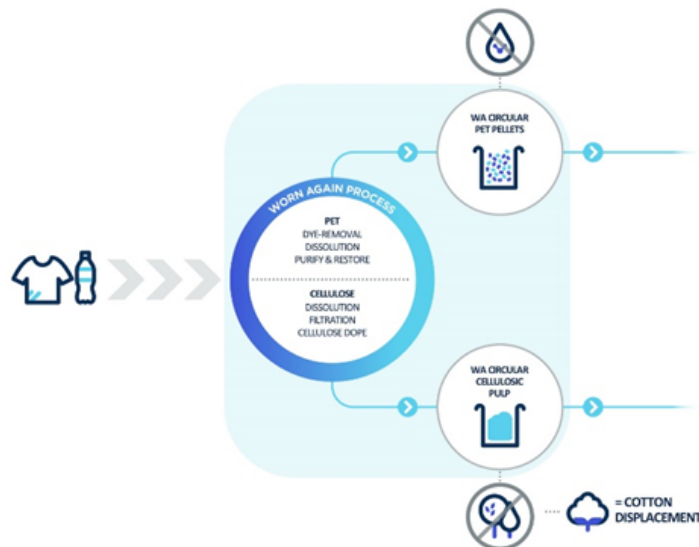 WA CIRCULAR
PET PELLETS
WORN AGAIN PROCESS
PET
DYE-REMOVAL
DISSOLUTION
PURIFY & RESTORE
CELLULOSE
DISSOLUTION
FILTRATION
CELLULOSE DOPE
WA CIRCULAR
CELLULOSIC
PULP
= COTTON
DISPLACEMENT